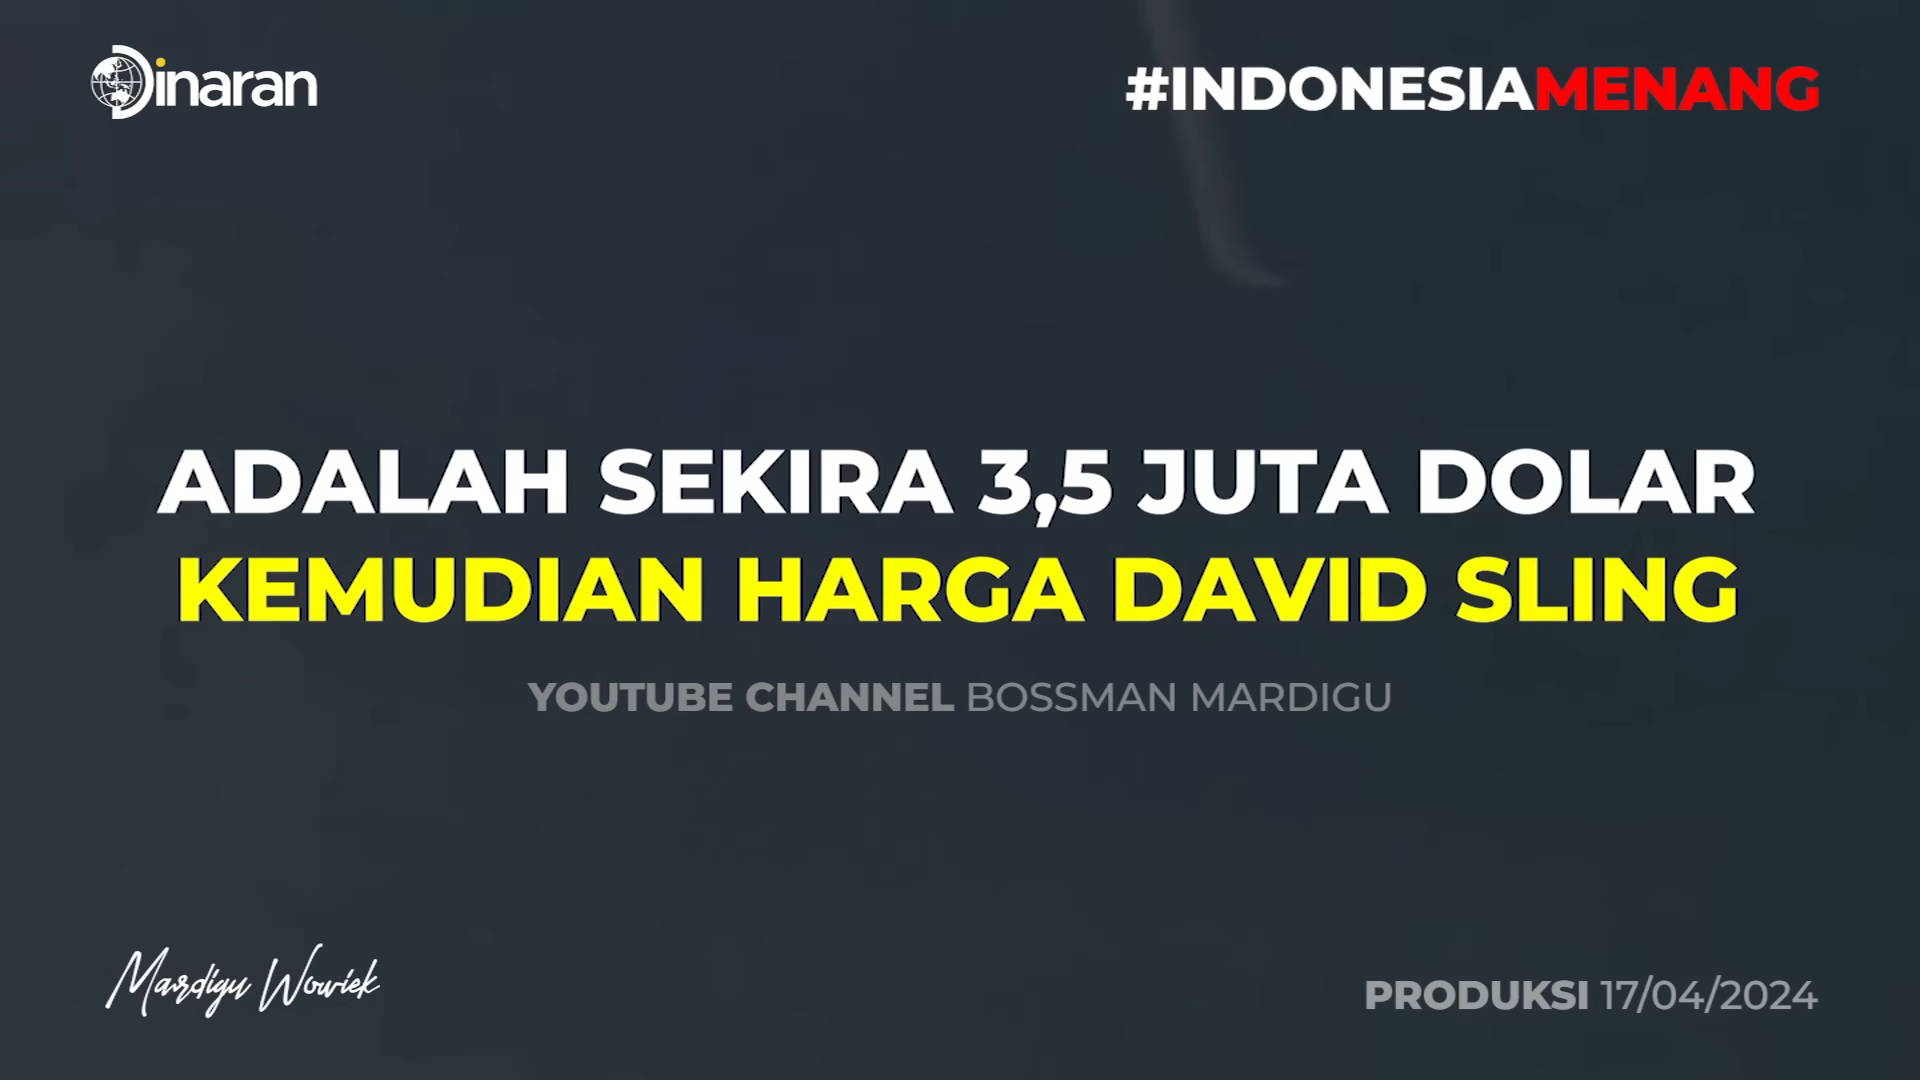 Dinaran
#INDONESIAMENANG
ADALAH SEKIRA 3,5 JUTA DOLAR
KEMUDIAN HARGA DAVID SLING
YOUTUBE CHANNEL BOSSMAN MARDIGU
Mardigu Wowiek
PRODUKSI 17/04/2024